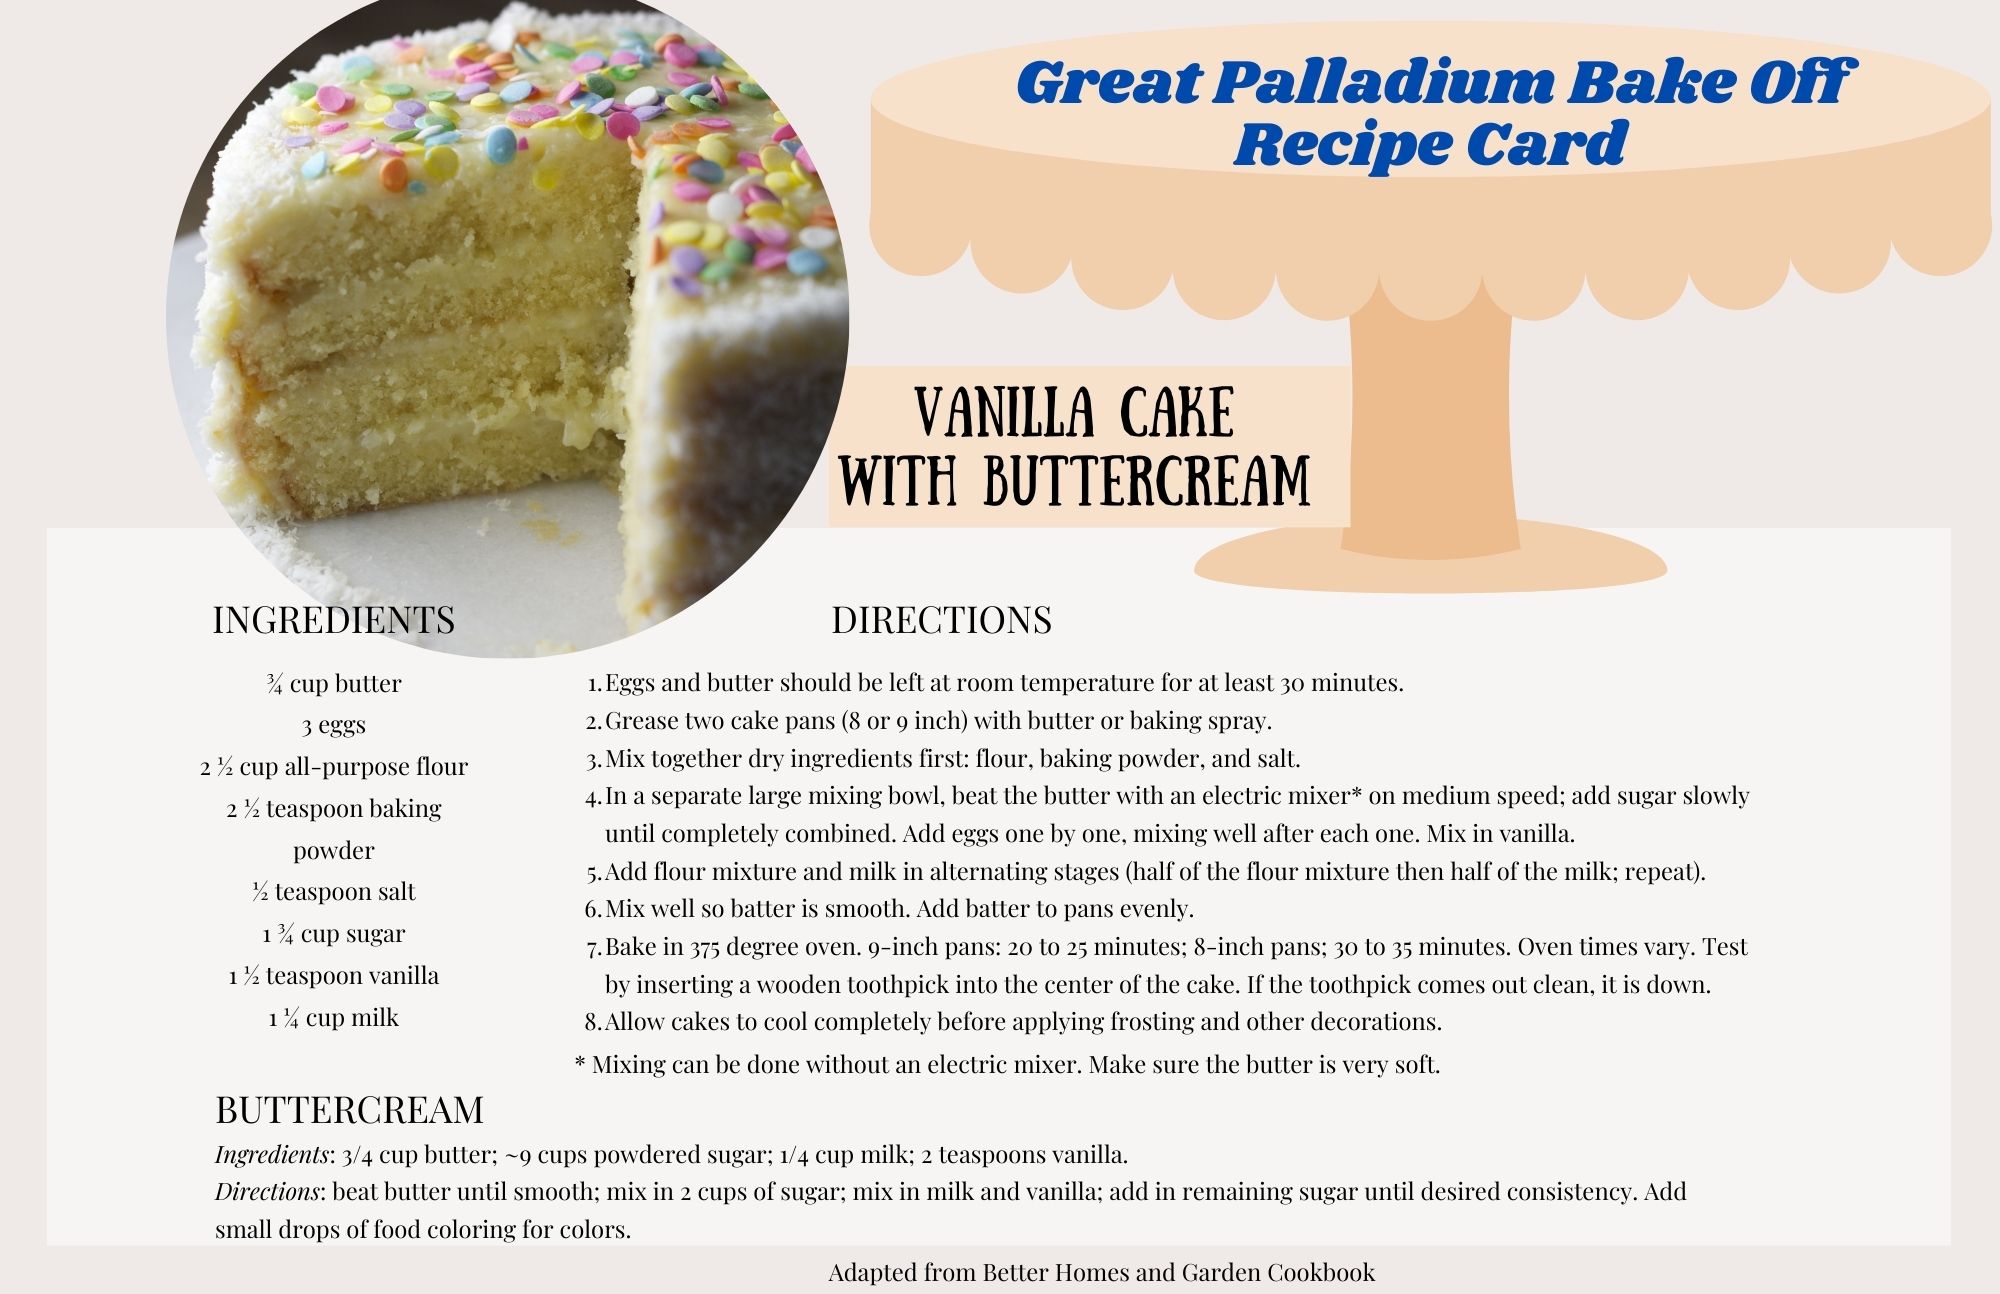 Great Palladium Bake Off
Recipe Card
VANILLA CAKE
WITH BUTTERCREAM
INGREDIENTS
¾ cup butter
3 eggs
2 ½ cup all-purpose flour
2 ½ teaspoon baking
powder
½ teaspoon salt
1 ¾ cup sugar
1 ½ teaspoon vanilla
1 ¼ cup milk
DIRECTIONS
1. Eggs and butter should be left at room temperature for at least 30 minutes.
2. Grease two cake pans (8 or 9 inch) with butter or baking spray.
3. Mix together dry ingredients first: flour, baking powder, and salt.
4. In a separate large mixing bowl, beat the butter with an electric mixer* on medium speed; add sugar slowly
until completely combined. Add eggs one by one, mixing well after each one. Mix in vanilla.
5. Add flour mixture and milk in alternating stages (half of the flour mixture then half of the milk; repeat).
6. Mix well so batter is smooth. Add batter to pans evenly.
7. Bake in 375 degree oven. 9-inch pans: 20 to 25 minutes; 8-inch pans; 30 to 35 minutes. Oven times vary. Test
by inserting a wooden toothpick into the center of the cake. If the toothpick comes out clean, it is down.
8. Allow cakes to cool completely before applying frosting and other decorations.
* Mixing can be done without an electric mixer. Make sure the butter is very soft.
BUTTERCREAM
Ingredients: 3/4 cup butter; ~9 cups powdered sugar; 1/4 cup milk; 2 teaspoons vanilla.
Directions: beat butter until smooth; mix in 2 cups of sugar; mix in milk and vanilla; add in remaining sugar until desired consistency. Add
small drops of food coloring for colors.
Adapted from Better Homes and Garden Cookbook